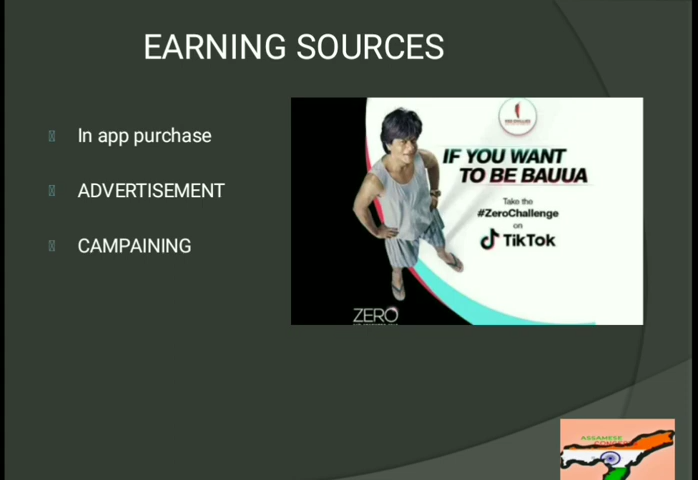 EARNING SOURCES
In app purchase
ADVERTISEMENT
CAMPAINING
IF YOU WANT
TO BE BAUUA
Take the
#ZeroChallenge
on
TikTok
ZERO
ASSAMESE